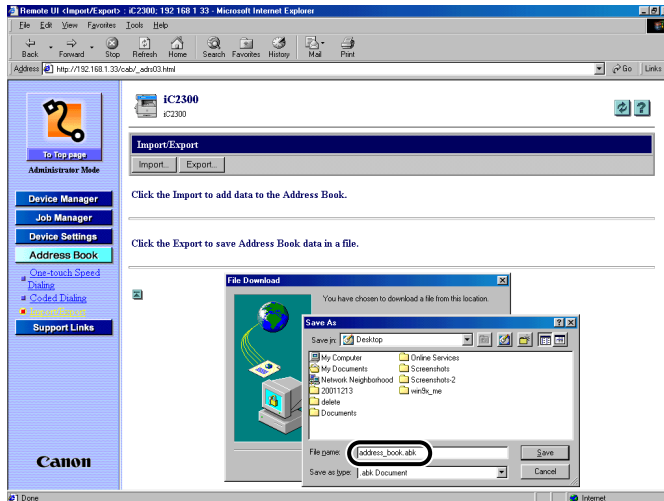 Remote UI <Import/Export> : iC2300; 192 168 1 33 - Microsoft Internet Explorer
File Edit View Favorites Tools Help
Back Forward Stop Refresh Home Search Favorites History Mail Print
Address http://192.168.1.33/cab/_adrs03.html Go Links
To Top page
Administrator Mode
Device Manager
Job Manager
Device Settings
Address Book
One-touch Speed
Dialing
Coded Dialing
Import/Export
Support Links
Canon
iC2300
iC2300
Import/Export
Import... Export...
Click the Import to add data to the Address Book.
Click the Export to save Address Book data in a file.
File Download
You have chosen to download a file from this location.
Save As
Save in: Desktop
My Computer
My Documents
Network Neighborhood
20011213
delete
Documents
Online Services
Screenshots
Screenshots-2
win9x_me
File name: address_book.abk Save
Save as type: .abk Document Cancel
Done Internet